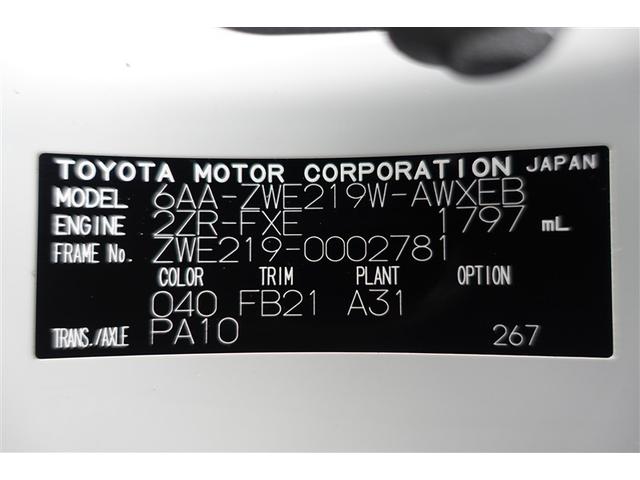 TOYOTA MOTOR CORPORATION JAPAN
MODEL 6AA-ZWE219W-AWXEB
ENGINE 2ZR-FXE 1797 mL
FRAME No. ZWE219-0002781
COLOR TRIM PLANT OPTION
040 FB21 A31
TRANS./AXLE PA10 267